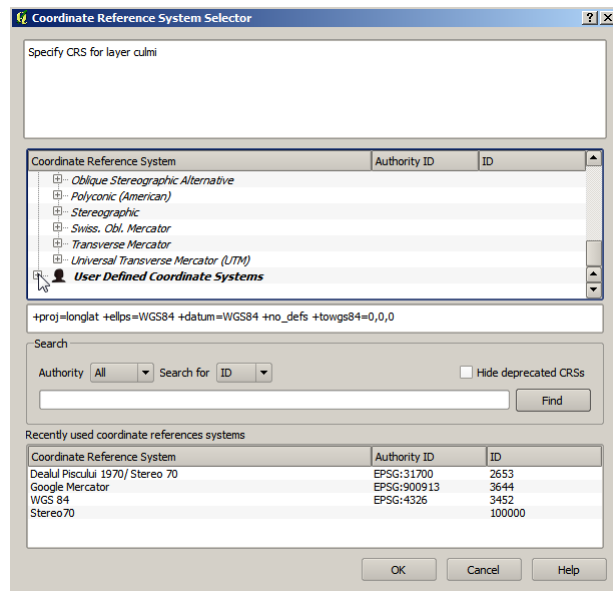 Coordinate Reference System Selector
Specify CRS for layer culmi
Coordinate Reference System Authority ID ID
Oblique Stereographic Alternative
Polyconic (American)
Stereographic
Swiss. Obl. Mercator
Transverse Mercator
Universal Transverse Mercator (UTM)
User Defined Coordinate Systems
+proj=longlat +ellps=WGS84 +datum=WGS84 +no_defs +towgs84=0,0,0
Search
Authority All Search for ID Hide deprecated CRSs
Find
Recently used coordinate references systems
Coordinate Reference System Authority ID ID
Dealul Piscului 1970/ Stereo 70 EPSG:31700 2653
Google Mercator EPSG:900913 3644
WGS 84 EPSG:4326 3452
Stereo70 100000
OK Cancel Help